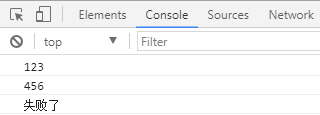 Elements Console Sources Network
top Filter
123
456
失败了